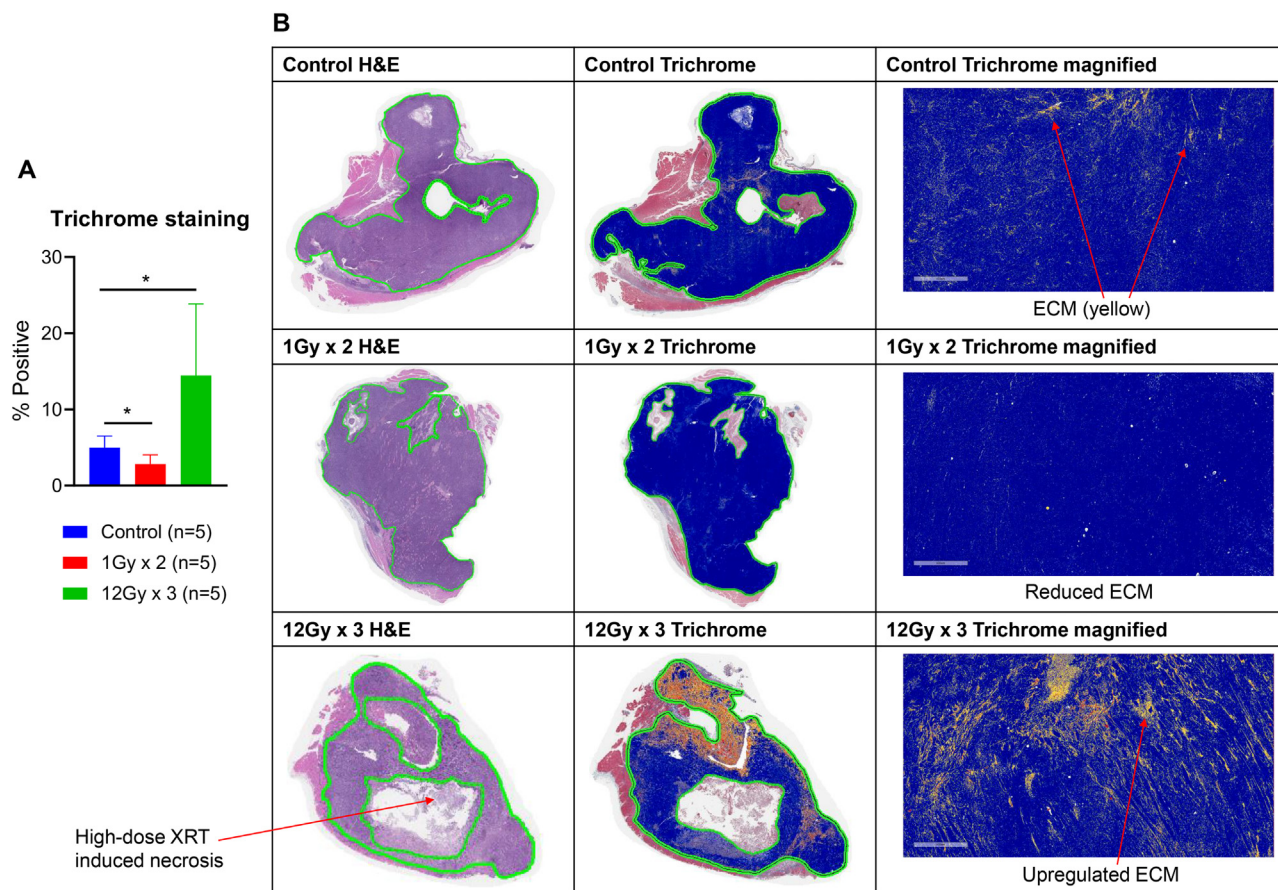 A
Trichrome staining
% Positive
30
20
10
0
*
*
Control (n=5)
1Gy x 2 (n=5)
12Gy x 3 (n=5)
B
Control H&E
Control Trichrome
Control Trichrome magnified
ECM (yellow)
1Gy x 2 H&E
1Gy x 2 Trichrome
1Gy x 2 Trichrome magnified
Reduced ECM
12Gy x 3 H&E
12Gy x 3 Trichrome
12Gy x 3 Trichrome magnified
High-dose XRT
induced necrosis
Upregulated ECM